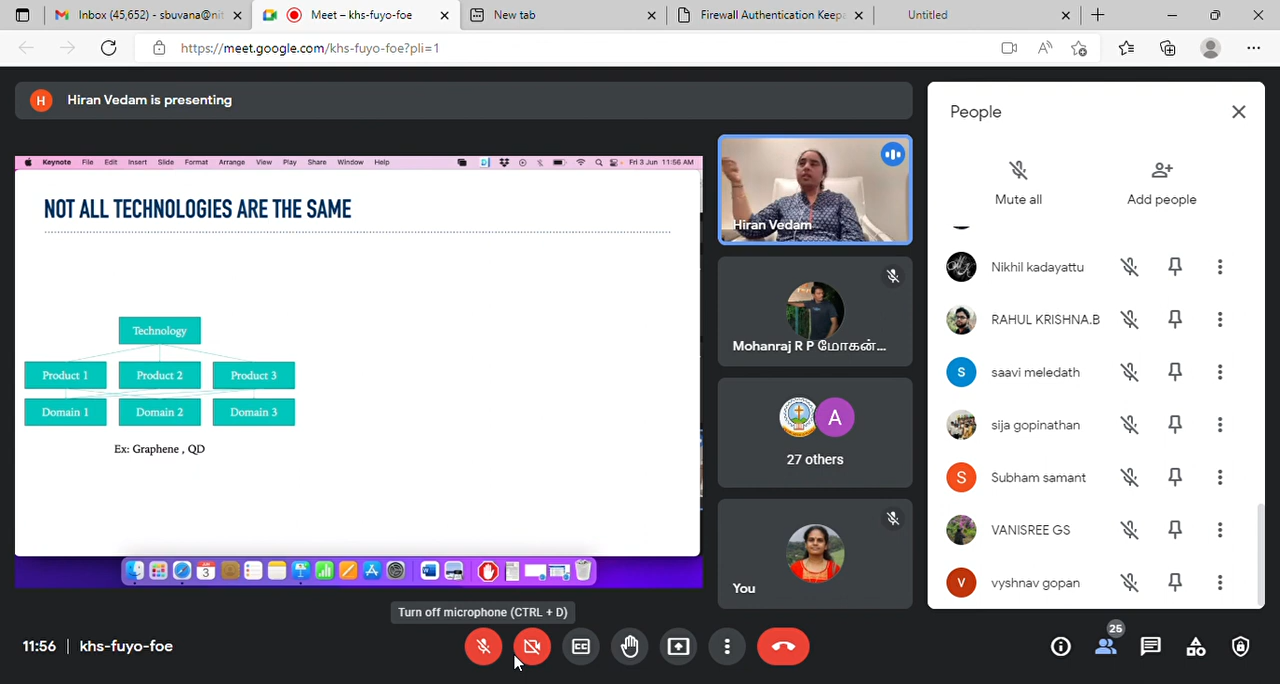 Inbox (45,652) - sbuvana@nit
Meet – khs-fuyo-foe
New tab
Firewall Authentication Keepa
Untitled
https://meet.google.com/khs-fuyo-foe?pli=1
H
Hiran Vedam is presenting
Keynote File Edit Insert Slide Format Arrange View Play Share Window Help
Fri 3 Jun 11:56 AM
NOT ALL TECHNOLOGIES ARE THE SAME
Technology
Product 1 Product 2 Product 3
Domain 1 Domain 2 Domain 3
Ex: Graphene , QD
3
Hiran Vedam
Mohanraj R P மோகன்...
A
27 others
You
People
Mute all
Add people
Nikhil kadayattu
RAHUL KRISHNA.B
S
saavi meledath
sija gopinathan
S
Subham samant
VANISREE GS
V
vyshnav gopan
Turn off microphone (CTRL + D)
11:56 | khs-fuyo-foe
CC
25